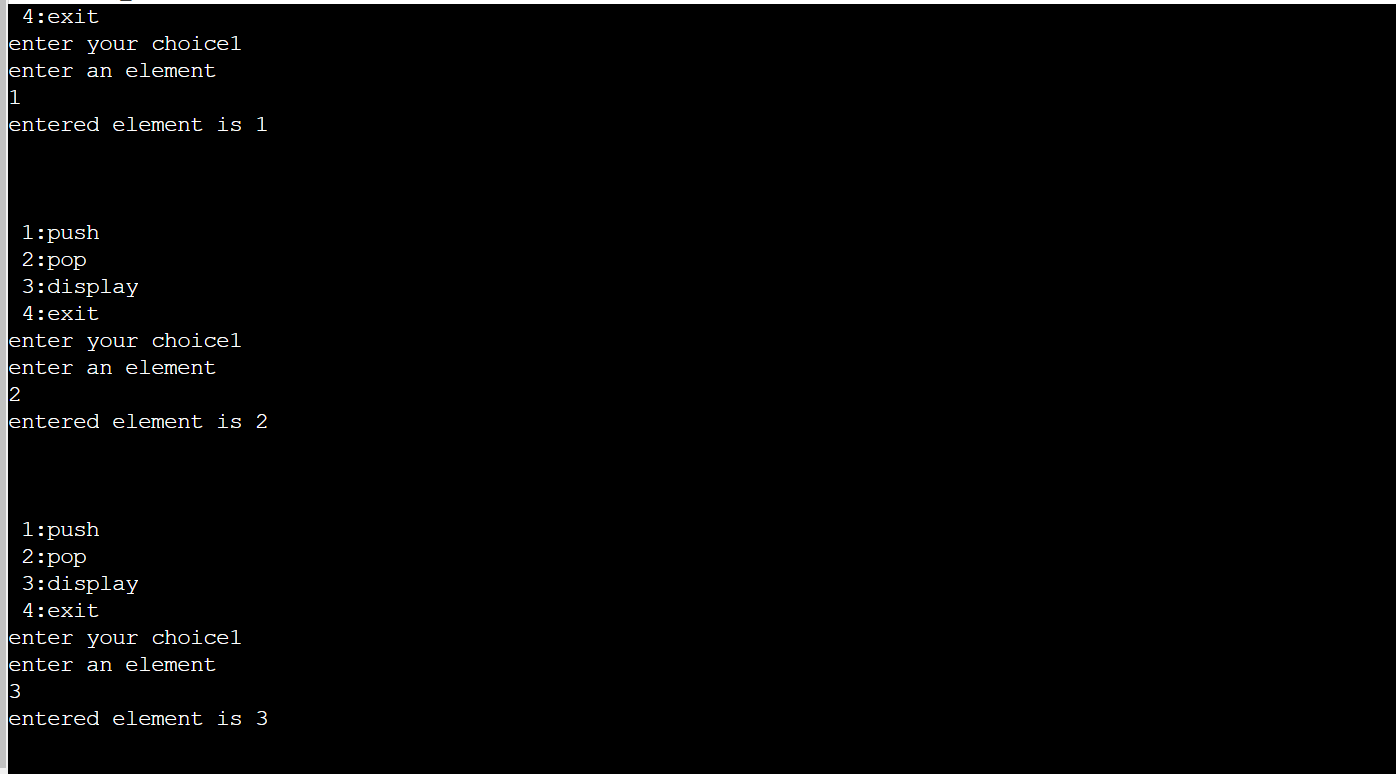 4:exit
enter your choice1
enter an element
1
entered element is 1
1:push
2:pop
3:display
4:exit
enter your choice1
enter an element
2
entered element is 2
1:push
2:pop
3:display
4:exit
enter your choice1
enter an element
3
entered element is 3